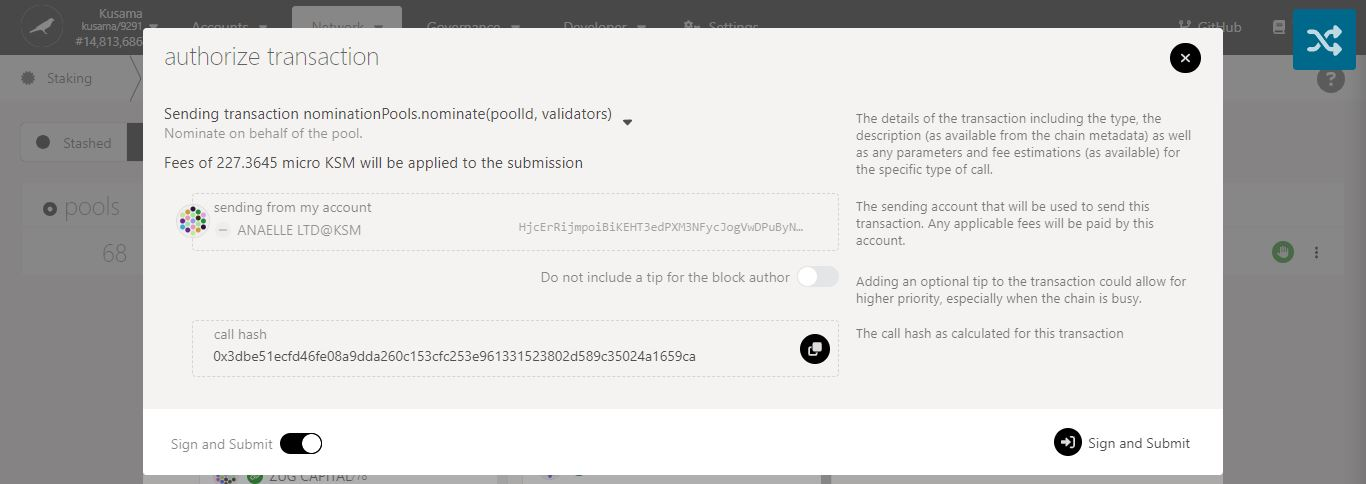 Kusama
kusama/9291
#14,813,686
Accounts
Network
Governance
Developer
Settings
GitHub
Staking
Stashed
pools
68
authorize transaction
Sending transaction nominationPools.nominate(poolId, validators)
Nominate on behalf of the pool.
Fees of 227.3645 micro KSM will be applied to the submission
The details of the transaction including the type, the
description (as available from the chain metadata) as well
as any parameters and fee estimations (as available) for
the specific type of call.
sending from my account
ANAELLE LTD@KSM
HjcErRijmpoiBiKEHT3edPXM3NFycJogVwDPuByN…
The sending account that will be used to send this
transaction. Any applicable fees will be paid by this
account.
Do not include a tip for the block author
Adding an optional tip to the transaction could allow for
higher priority, especially when the chain is busy.
call hash
0x3dbe51ecfd46fe08a9dda260c153cfc253e961331523802d589c35024a1659ca
The call hash as calculated for this transaction
Sign and Submit
Sign and Submit
ZUG CAPITAL/78